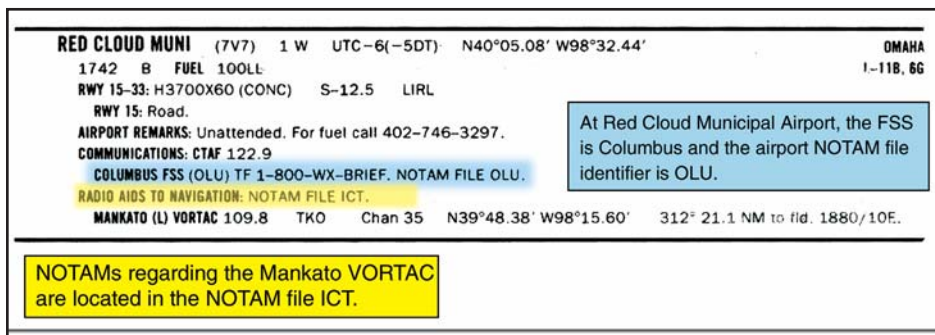 RED CLOUD MUNI (7V7) 1 W UTC-6(-5DT) N40°05.08' W98°32.44' OMAHA
1742 B FUEL 100LL L-11B, 6G
RWY 15-33: H3700X60 (CONC) S-12.5 LIRL
RWY 15: Road.
AIRPORT REMARKS: Unattended. For fuel call 402-746-3297.
COMMUNICATIONS: CTAF 122.9
COLUMBUS FSS (OLU) TF 1-800-WX-BRIEF. NOTAM FILE OLU.
RADIO AIDS TO NAVIGATION: NOTAM FILE ICT.
MANKATO (L) VORTAC 109.8 TKO Chan 35 N39°48.38' W98°15.60' 312° 21.1 NM to fld. 1880/10E.
At Red Cloud Municipal Airport, the FSS
is Columbus and the airport NOTAM file
identifier is OLU.
NOTAMs regarding the Mankato VORTAC
are located in the NOTAM file ICT.